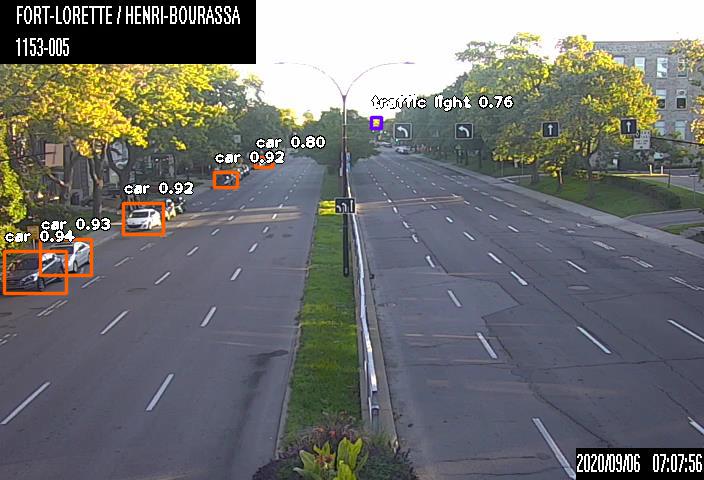 FORT-LORETTE / HENRI-BOURASSA
1153-005
traffic light 0.76
car 0.80
car 0.92
car 0.92
car 0.93
car 0.94
2020/09/06 07:07:56